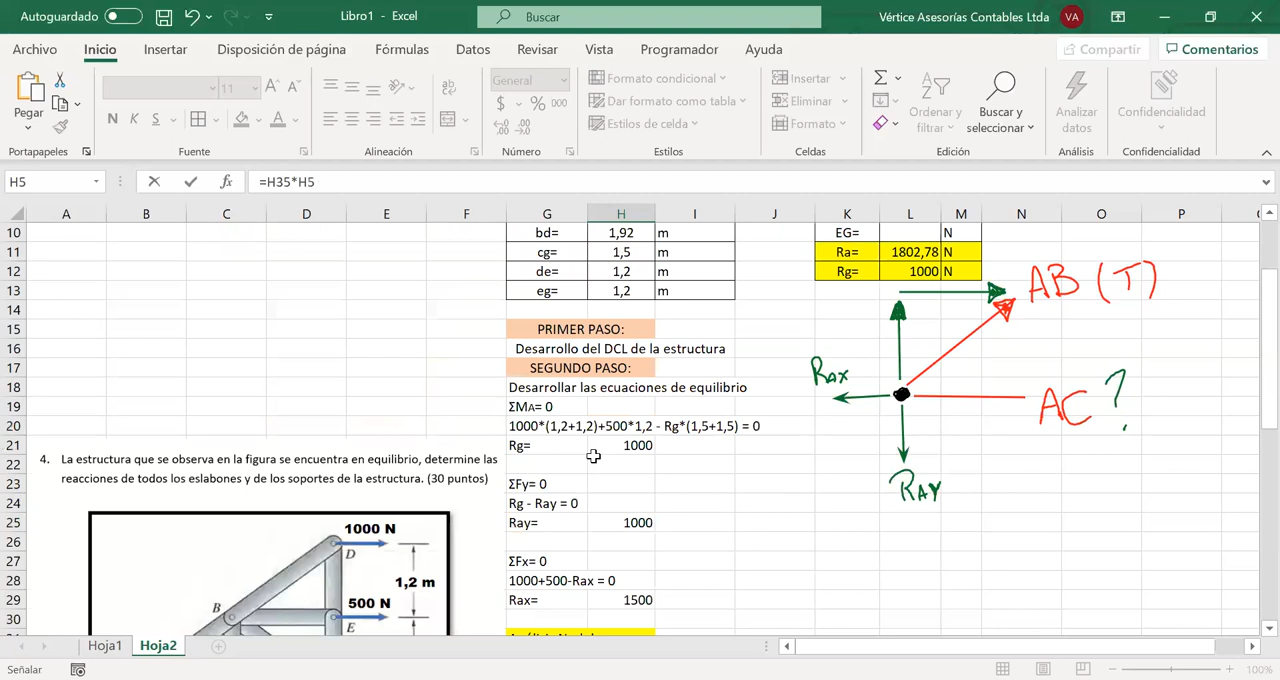 Autoguardado
Libro1 - Excel
Buscar
Vértice Asesorías Contables Ltda
VA
Archivo
Inicio
Insertar
Disposición de página
Fórmulas
Datos
Revisar
Vista
Programador
Ayuda
Compartir
Comentarios
Pegar
Portapapeles
11
N K S
Fuente
Alineación
General
$ % 000
Número
Formato condicional
Dar formato como tabla
Estilos de celda
Estilos
Insertar
Eliminar
Formato
Celdas
Ordenar y filtrar
Buscar y seleccionar
Edición
Analizar datos
Análisis
Confidencialidad
Confidencialidad
H5
fx
=H35*H5
A B C D E F G H I J K L M N O P
10 bd= 1,92 m EG= N
11 cg= 1,5 m Ra= 1802,78 N
12 de= 1,2 m Rg= 1000 N
13 eg= 1,2 m
14
15 PRIMER PASO:
16 Desarrollo del DCL de la estructura
17 SEGUNDO PASO:
18 Desarrollar las ecuaciones de equilibrio
19 ΣMA= 0
20 1000*(1,2+1,2)+500*1,2 - Rg*(1,5+1,5) = 0
21 Rg= 1000
22
23 ΣFy= 0
24 Rg - Ray = 0
25 Ray= 1000
26
27 ΣFx= 0
28 1000+500-Rax = 0
29 Rax= 1500
30
AB (T)
RAX
AC ?
RAY
4. La estructura que se observa en la figura se encuentra en equilibrio, determine las
reacciones de todos los eslabones y de los soportes de la estructura. (30 puntos)
1000 N
D
1,2 m
B
500 N
E
Hoja1
Hoja2
Señalar
100%